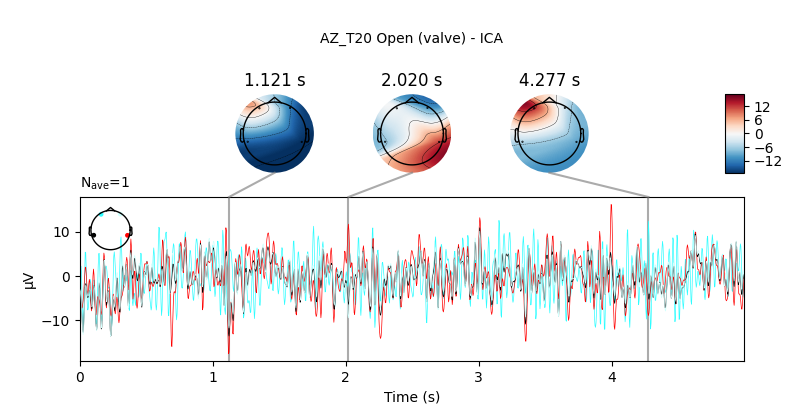 AZ_T20 Open (valve) - ICA
1.121 s
2.020 s
4.277 s
12
6
0
−6
−12
Nave=1
10
0
−10
µV
0
1
2
3
4
Time (s)